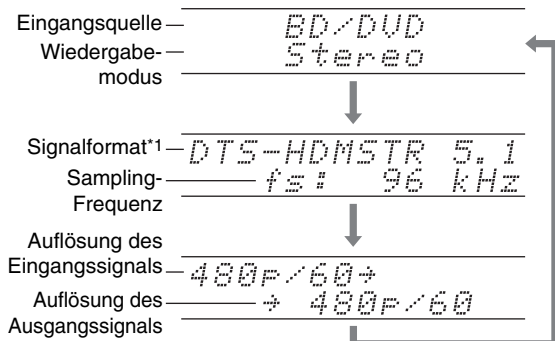 Eingangsquelle
BD/DVD
Wiedergabe-
modus
Stereo
Signalformat*1
DTS-HDMSTR 5.1
Sampling-
Frequenz
fs: 96 kHz
Auflösung des
Eingangssignals
480p/60→
Auflösung des
Ausgangssignals
→ 480p/60